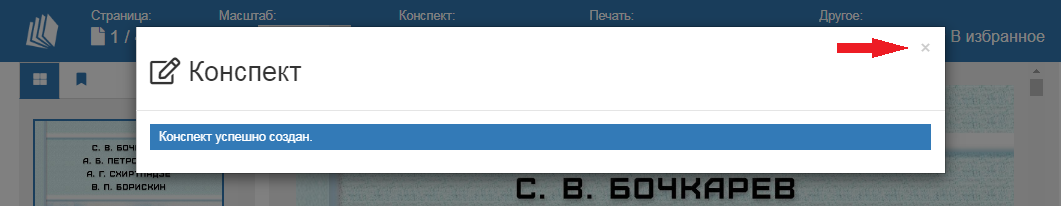 Страница:
Масштаб:
Конспект:
Печать:
Другое:
1 /
В избранное
×
Конспект
Конспект успешно создан.
С. В. БОЧ
А. Б. ПЕТРО
А. Г. СХИРТЛАДЗЕ
В. П. БОРИСКИН
С. В. БОЧКАРЕВ